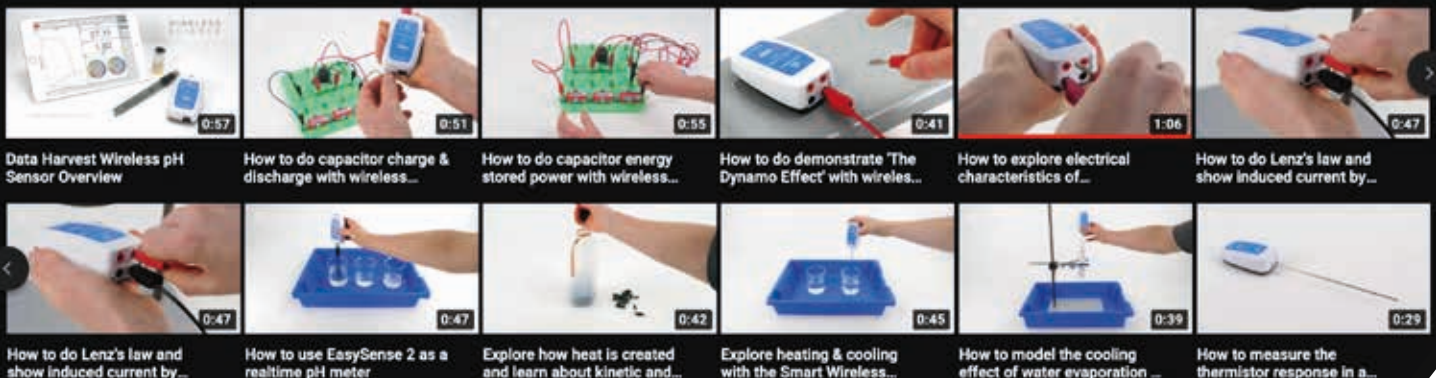 0:57
0:51
0:55
0:41
1:06
0:47
Data Harvest Wireless pH
Sensor Overview
How to do capacitor charge &
discharge with wireless...
How to do capacitor energy
stored power with wireless...
How to do demonstrate 'The
Dynamo Effect' with wireles...
How to explore electrical
characteristics of...
How to do Lenz's law and
show induced current by...
0:47
0:47
0:42
0:45
0:39
0:29
How to do Lenz's law and
show induced current by...
How to use EasySense 2 as a
realtime pH meter
Explore how heat is created
and learn about kinetic and...
Explore heating & cooling
with the Smart Wireless...
How to model the cooling
effect of water evaporation ...
How to measure the
thermistor response in a...